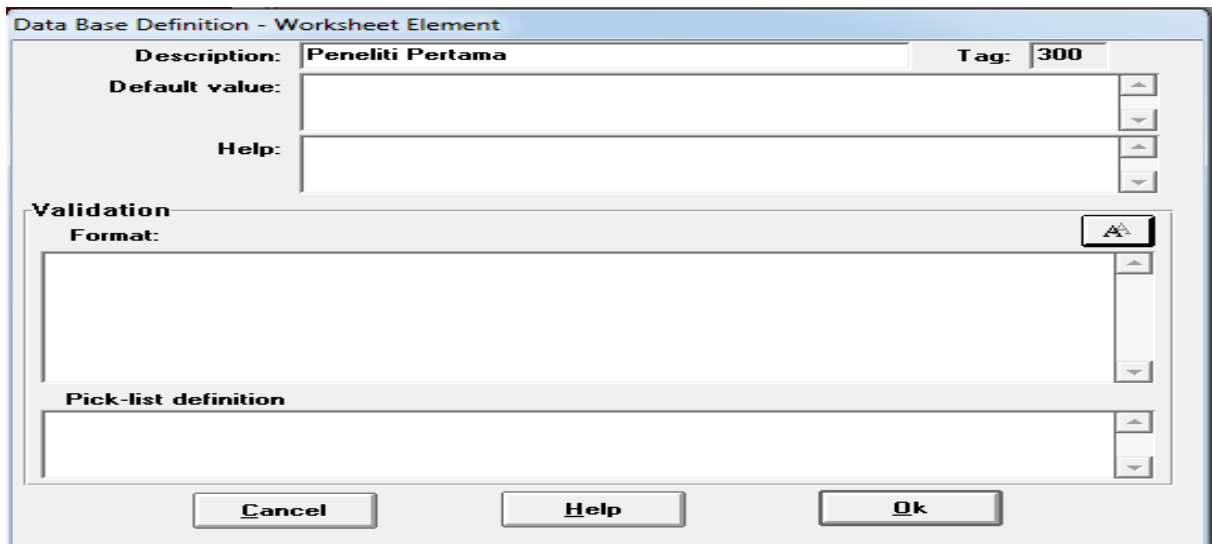 Data Base Definition - Worksheet Element
Description: Peneliti Pertama Tag: 300
Default value:
Help:
Validation
Format:
Pick-list definition
Cancel Help Ok